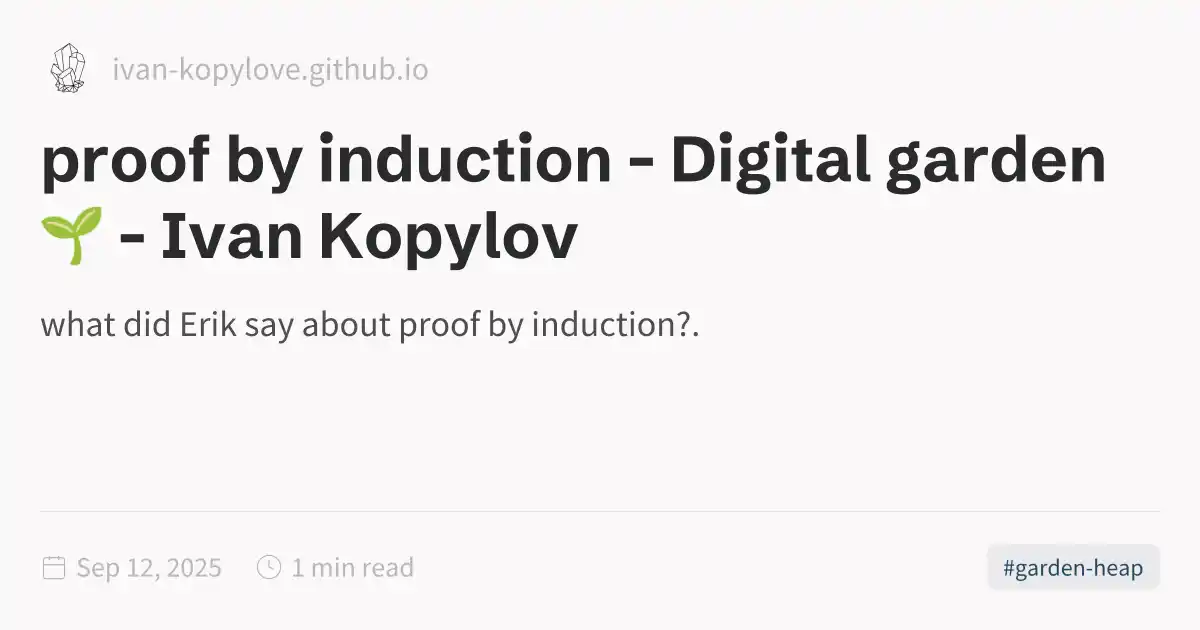 ivan-kopylove.github.io
proof by induction - Digital garden
🌱 - Ivan Kopylov
what did Erik say about proof by induction?.
Sep 12, 2025 1 min read #garden-heap